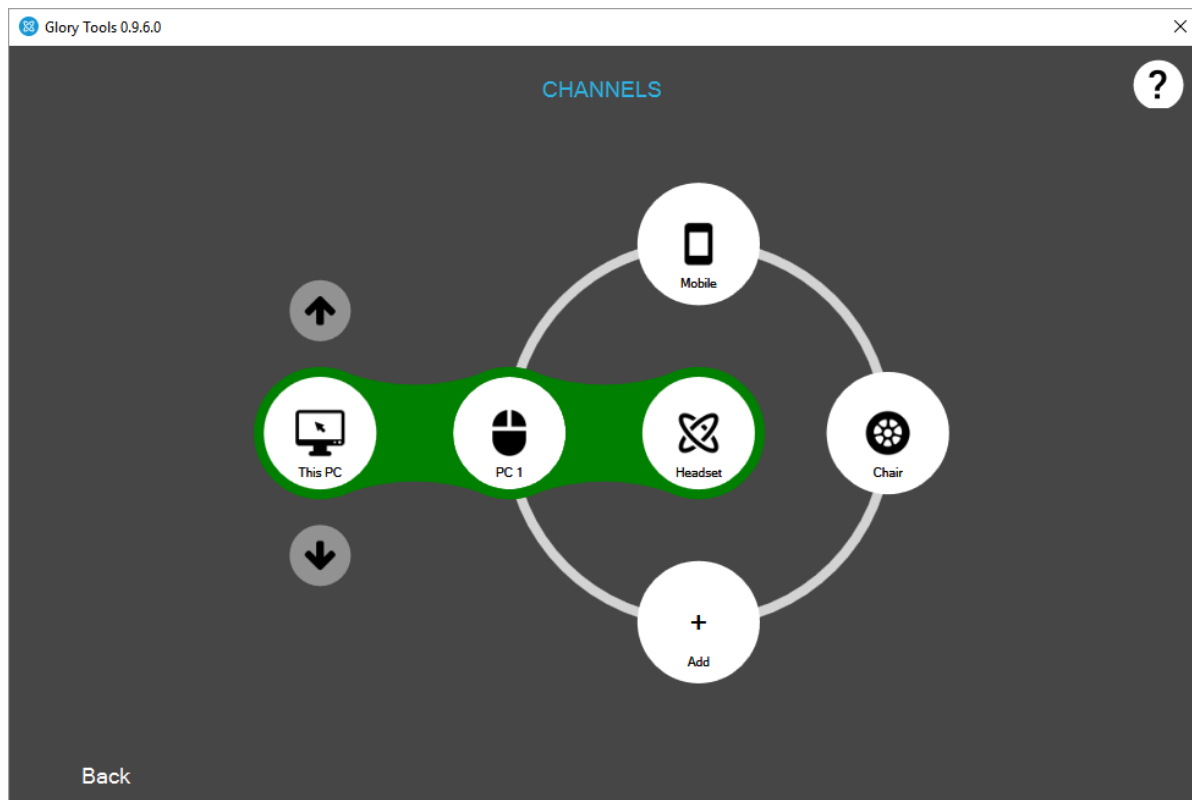 Glory Tools 0.9.6.0
CHANNELS
?
Mobile
This PC
PC 1
Headset
Chair
+
Add
Back